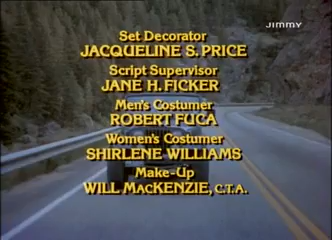 JIMMY
Set Decorator
JACQUELINE S. PRICE
Script Supervisor
JANE H. FICKER
Men's Costumer
ROBERT FUCA
Women's Costumer
SHIRLENE WILLIAMS
Make-Up
WILL MacKENZIE, C.T.A.